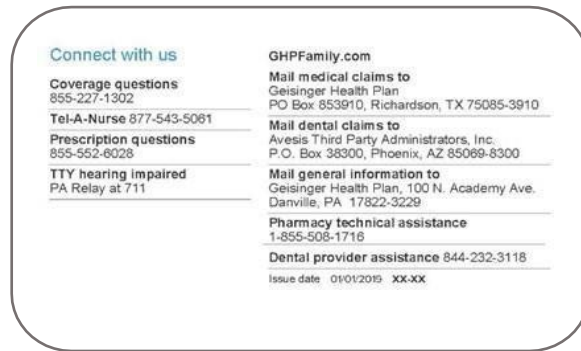 Connect with us
Coverage questions
855-227-1302
Tel-A-Nurse 877-543-5061
Prescription questions
855-552-6028
TTY hearing impaired
PA Relay at 711
GHPFamily.com
Mail medical claims to
Geisinger Health Plan
PO Box 853910, Richardson, TX 75085-3910
Mail dental claims to
Avesis Third Party Administrators, Inc.
P.O. Box 38300, Phoenix, AZ 85069-8300
Mail general information to
Geisinger Health Plan, 100 N. Academy Ave.
Danville, PA 17822-3229
Pharmacy technical assistance
1-855-508-1716
Dental provider assistance 844-232-3118
Issue date 01/01/2019 XX-XX